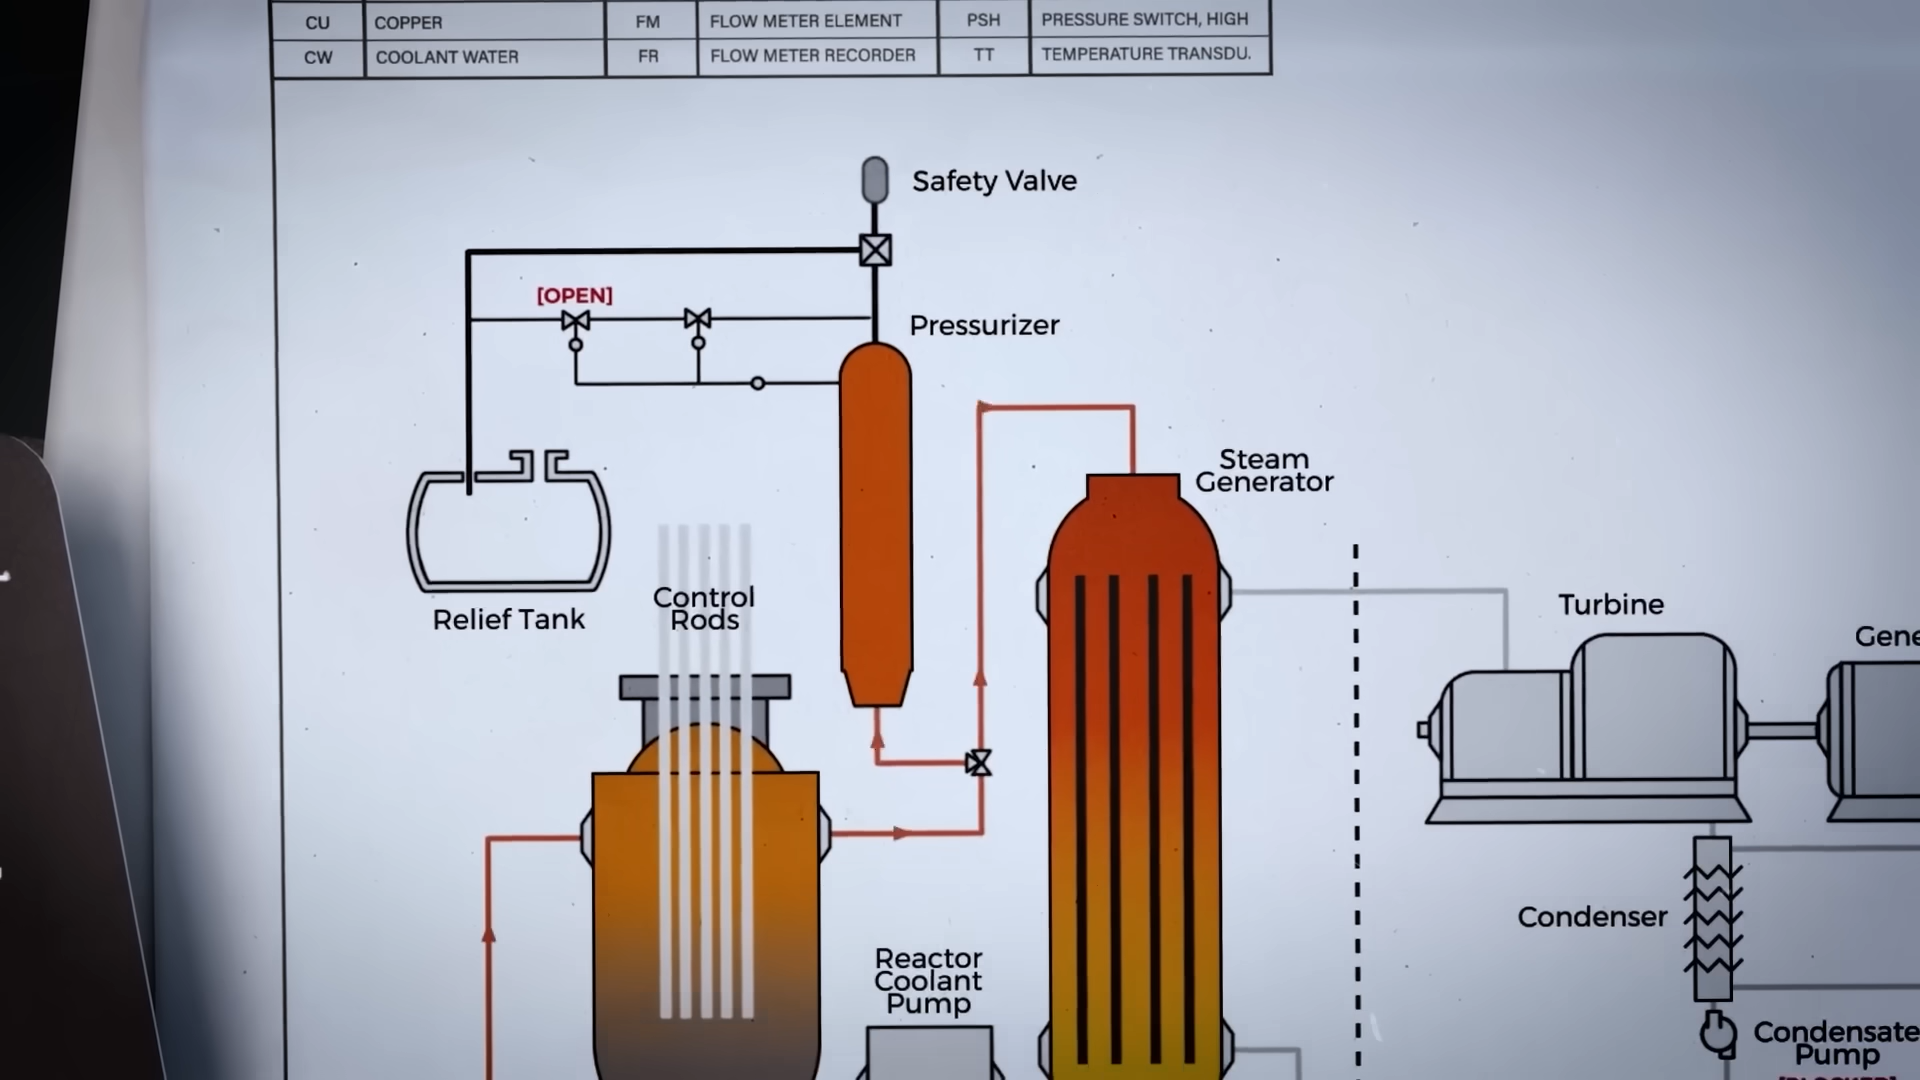 CU COPPER FM FLOW METER ELEMENT PSH PRESSURE SWITCH, HIGH
CW COOLANT WATER FR FLOW METER RECORDER TT TEMPERATURE TRANSDU.
Safety Valve
[OPEN]
Pressurizer
Steam
Generator
Control
Rods
Relief Tank
Turbine
Gene
Condenser
Reactor
Coolant
Pump
Condensate
Pump